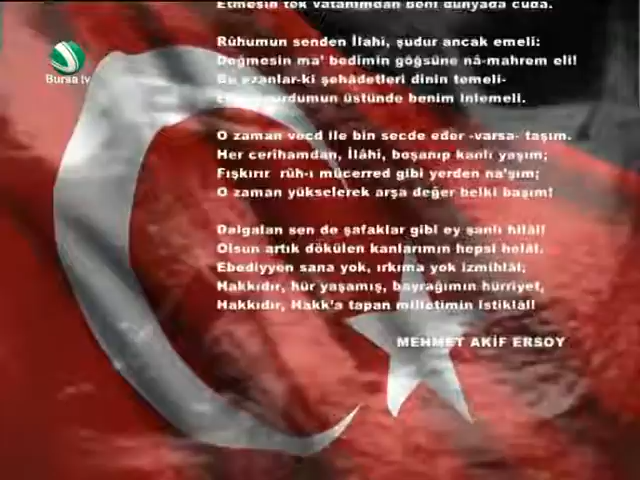 Etmesin tek vatanımdan beni dünyada cüda.
Bursa tv
Rûhumun senden İlahi, şudur ancak emeli:
Değmesin ma' bedimin göğsüne nâ-mahrem eli!
Bu ezanlar-ki şehâdetleri dinin temeli-
yurdumun üstünde benim inlemeli.
O zaman vecd ile bin secde eder -varsa- taşım.
Her cerîhamdan, İlâhi, boşanıp kanlı yaşım;
Fışkırır rûh-ı mücerred gibi yerden na'şım;
O zaman yükselerek arşa değer belki başım!
Dalgalan sen de şafaklar gibi ey şanlı hilâl!
Olsun artık dökülen kanlarımın hepsi helâl.
Ebediyyen sana yok, ırkıma yok izmihlâl;
Hakkıdır, hür yaşamış, bayrağımın hürriyet,
Hakkıdır, Hakk'a tapan milletimin istiklâl!
MEHMET AKİF ERSOY